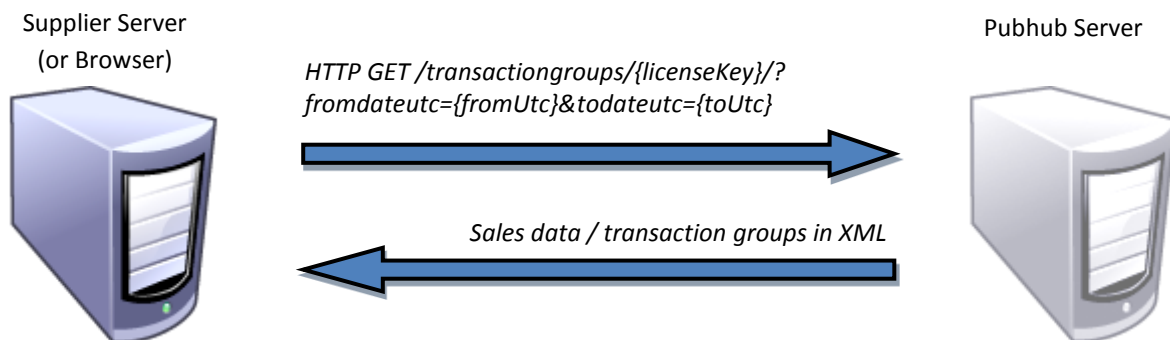 Supplier Server
(or Browser)
Pubhub Server
HTTP GET /transactiongroups/{licenseKey}/?
fromdateutc={fromUtc}&todateutc={toUtc}
Sales data / transaction groups in XML